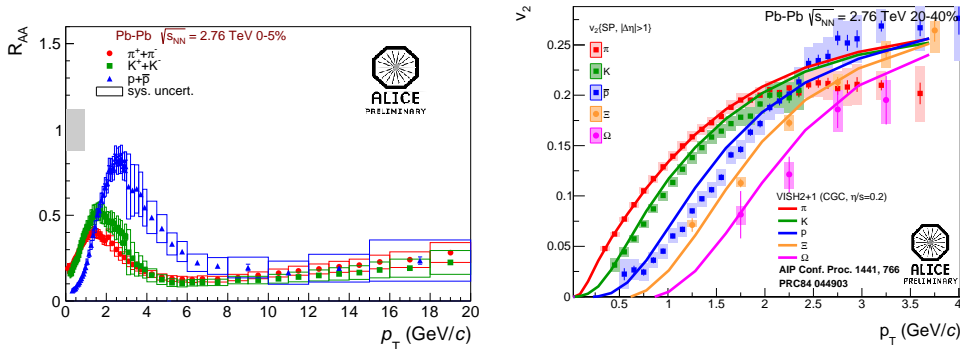 R_AA
Pb-Pb √s_NN = 2.76 TeV 0-5%
π⁺+π⁻
K⁺+K⁻
p+p̅
sys. uncert.
ALICE
PRELIMINARY
1.5
1
0.5
0
0 2 4 6 8 10 12 14 16 18 20
p_T (GeV/c)
v₂
Pb-Pb √s_NN = 2.76 TeV 20-40%
v₂{SP, |Δη|>1}
π
K
p̅
Ξ
Ω
0.25
0.2
0.15
0.1
0.05
0
VISH2+1 (CGC, η/s=0.2)
π
K
p
Ξ
Ω
AIP Conf. Proc. 1441, 766
PRC84 044903
ALICE
PRELIMINARY
0.5 1 1.5 2 2.5 3 3.5 4
p_T (GeV/c)